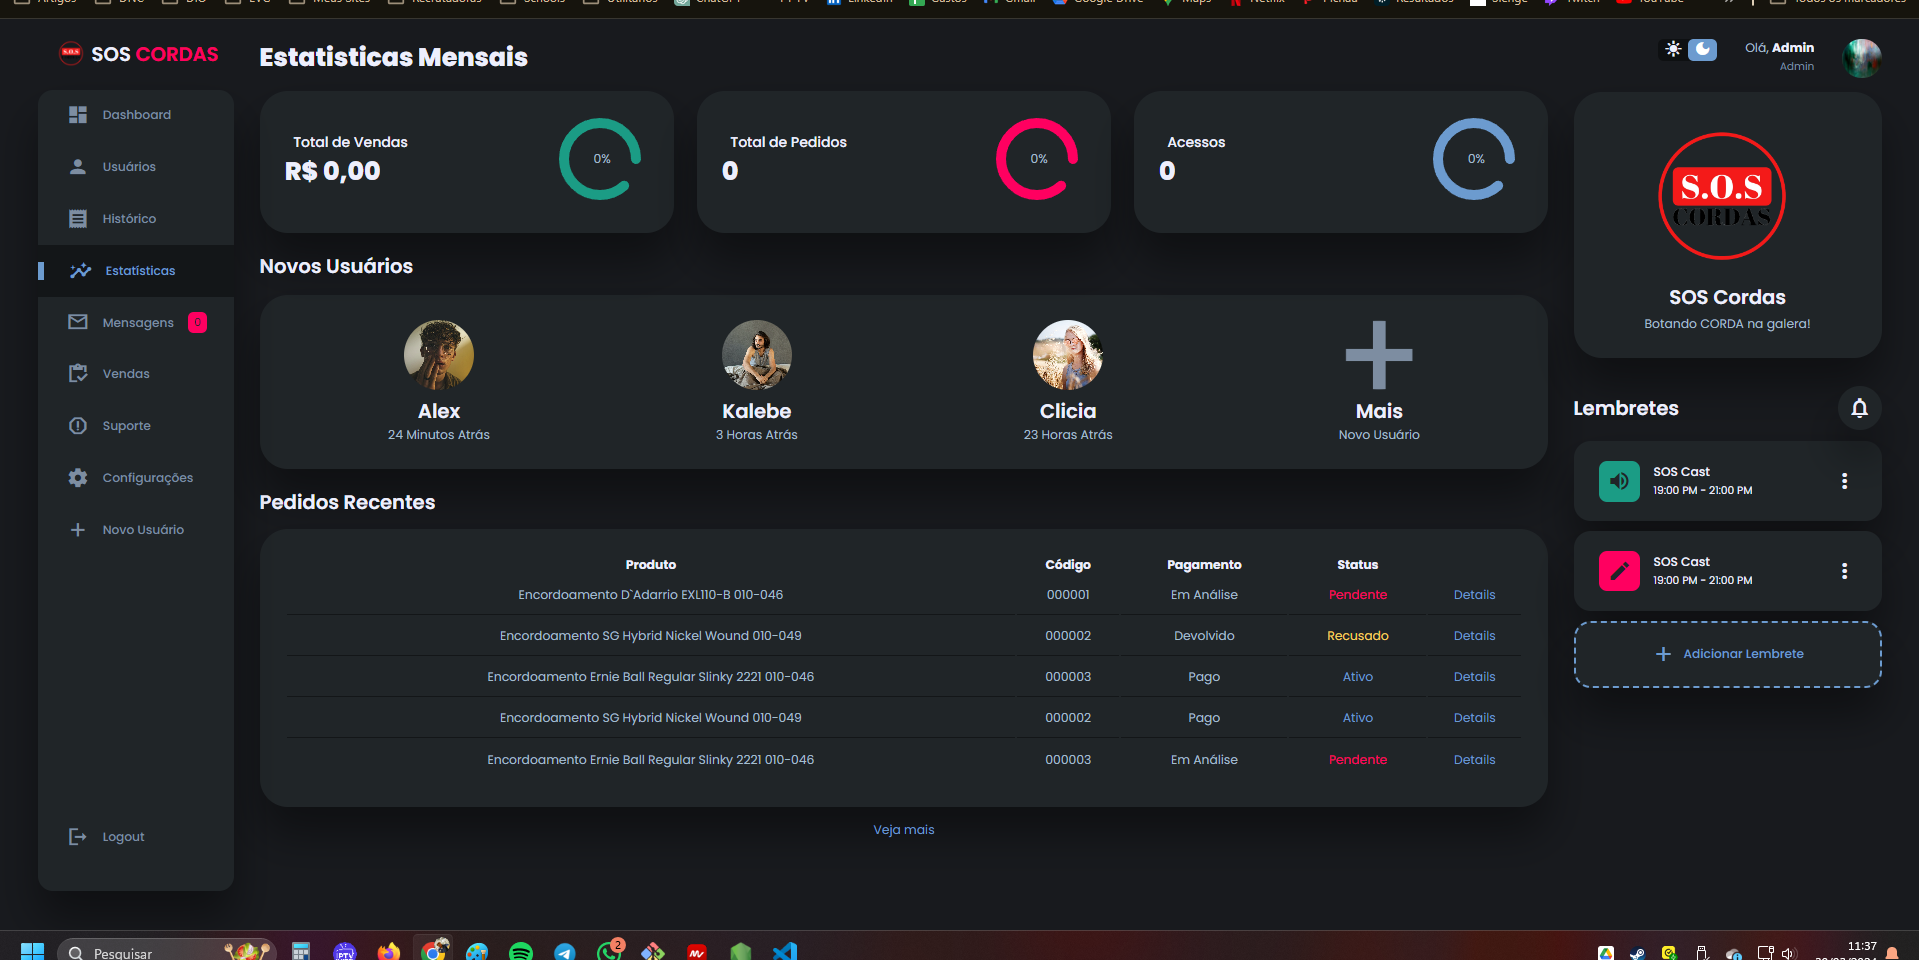 SOS CORDAS
Estatisticas Mensais
Olá, Admin
Admin
Dashboard
Usuários
Histórico
Estatísticas
Mensagens 0
Vendas
Suporte
Configurações
Novo Usuário
Logout
Total de Vendas
R$ 0,00
0%
Total de Pedidos
0
0%
Acessos
0
0%
Novos Usuários
Alex
24 Minutos Atrás
Kalebe
3 Horas Atrás
Clicia
23 Horas Atrás
Mais
Novo Usuário
Pedidos Recentes
Produto Código Pagamento Status
Encordoamento D`Adarrio EXL110-B 010-046 000001 Em Análise Pendente Details
Encordoamento SG Hybrid Nickel Wound 010-049 000002 Devolvido Recusado Details
Encordoamento Ernie Ball Regular Slinky 2221 010-046 000003 Pago Ativo Details
Encordoamento SG Hybrid Nickel Wound 010-049 000002 Pago Ativo Details
Encordoamento Ernie Ball Regular Slinky 2221 010-046 000003 Em Análise Pendente Details
Veja mais
S.O.S
CORDAS
SOS Cordas
Botando CORDA na galera!
Lembretes
SOS Cast
19:00 PM - 21:00 PM
SOS Cast
19:00 PM - 21:00 PM
Adicionar Lembrete
Pesquisar
IPTV
2
11:37